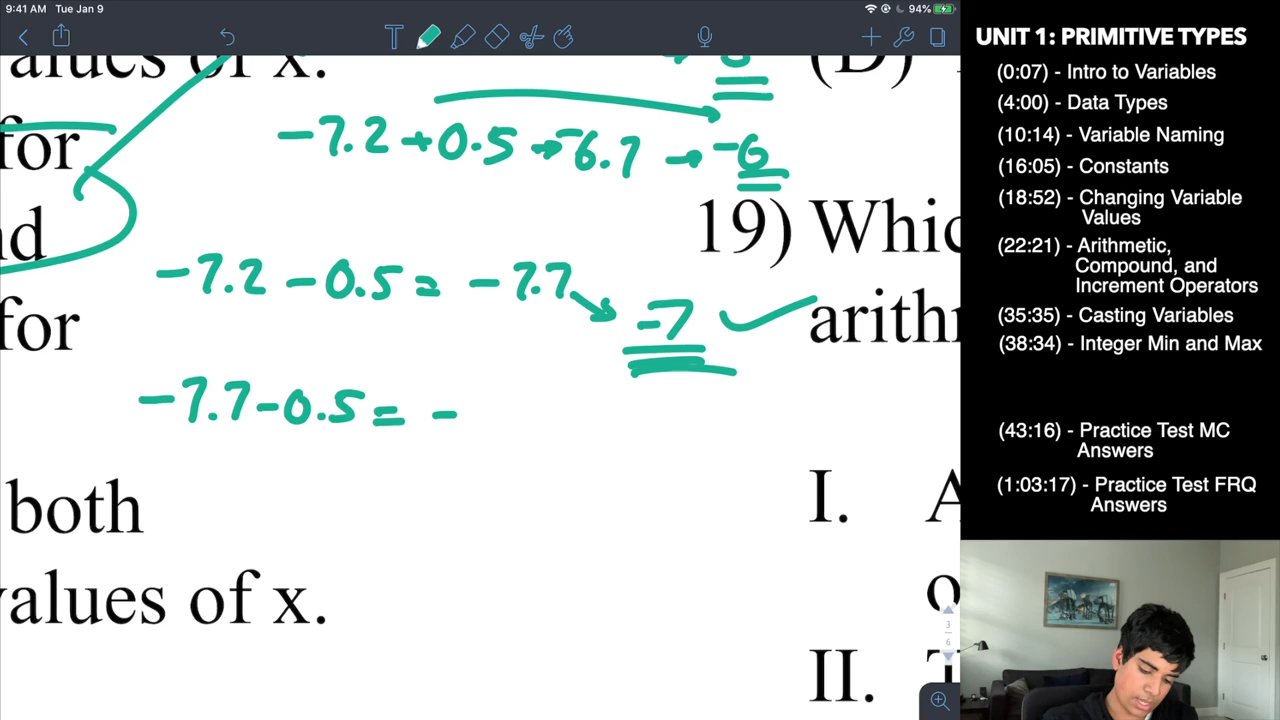 9:41 AM Tue Jan 9
94%
values of x.
for
for
both
values of x.
-7.2 + 0.5 → -6.7 → -6
-7.2 - 0.5 = -7.7
-7 ✓
-7.7 - 0.5 = -
19)
I. A
II.
3
6
UNIT 1: PRIMITIVE TYPES
(0:07) - Intro to Variables
(4:00) - Data Types
(10:14) - Variable Naming
(16:05) - Constants
(18:52) - Changing Variable
Values
(22:21) - Arithmetic,
Compound, and
Increment Operators
(35:35) - Casting Variables
(38:34) - Integer Min and Max
(43:16) - Practice Test MC
Answers
(1:03:17) - Practice Test FRQ
Answers